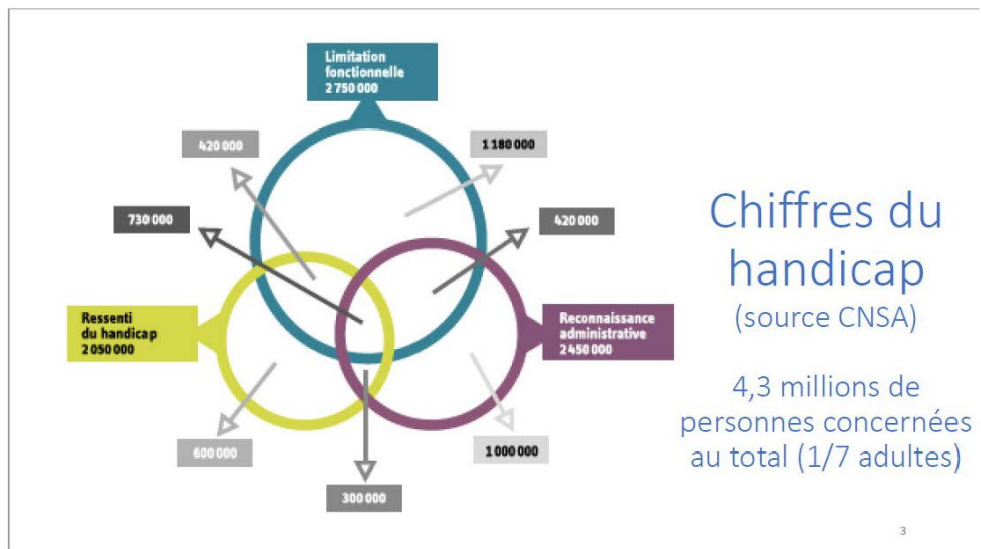 Limitation
fonctionnelle
2 750 000
420 000
1 180 000
730 000
420 000
Ressenti
du handicap
2 050 000
Reconnaissance
administrative
2 450 000
600 000
1 000 000
300 000
Chiffres du
handicap
(source CNSA)
4,3 millions de
personnes concernées
au total (1/7 adultes)
3